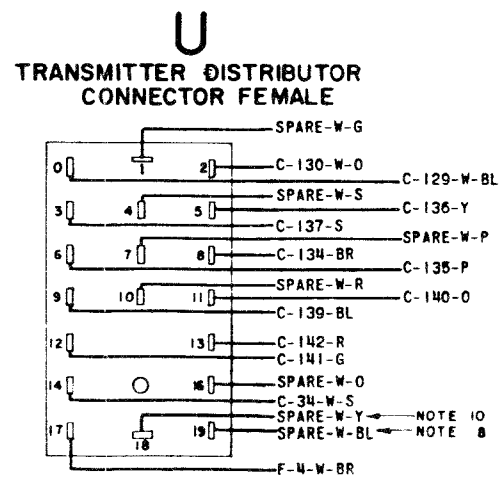 U
TRANSMITTER DISTRIBUTOR
CONNECTOR FEMALE
SPARE-W-G
0 1 2 C-130-W-O
C-129-W-BL
SPARE-W-S
3 4 5 C-136-Y
C-137-S
SPARE-W-P
6 7 8 C-134-BR
C-135-P
SPARE-W-R
9 10 11 C-140-O
C-139-BL
12 13 C-142-R
C-141-G
14 16 SPARE-W-O
C-34-W-S
SPARE-W-Y NOTE 10
17 18 19 SPARE-W-BL NOTE 8
F-4-W-BR